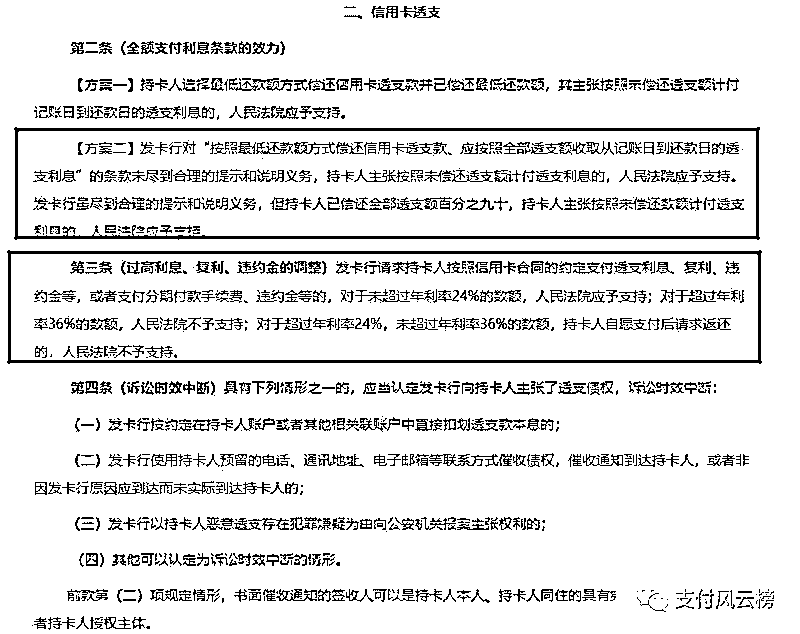 二、信用卡透支
第二条（全额支付利息条款的效力）
【方案一】持卡人选择最低还款额方式偿还信用卡透支款并已偿还最低还款额，其主张按照未偿还透支额计付
记账日到还款日的透支利息的，人民法院应予支持。
【方案二】发卡行对“按照最低还款额方式偿还信用卡透支款、应按照全部透支额收取从记账日到还款日的透
支利息”的条款未尽到合理的提示和说明义务，持卡人主张按照未偿还透支额计付透支利息的，人民法院应予支持。
发卡行虽尽到合理的提示和说明义务，但持卡人已偿还全部透支额百分之九十，持卡人主张按照未偿还数额计付透支
利息的，人民法院应予支持。
第三条（过高利息、复利、违约金的调整）发卡行请求持卡人按照信用卡合同的约定支付透支利息、复利、违
约金等，或者支付分期付款手续费、违约金等的，对于未超过年利率24%的数额，人民法院应予支持；对于超过年利
率36%的数额，人民法院不予支持；对于超过年利率24%，未超过年利率36%的数额，持卡人自愿支付后请求返还
的，人民法院不予支持。
第四条（诉讼时效中断）具有下列情形之一的，应当认定发卡行向持卡人主张了透支债权，诉讼时效中断：
（一）发卡行按约定在持卡人账户或者其他相关联账户中直接扣划透支款本息的；
（二）发卡行使用持卡人预留的电话、通讯地址、电子邮箱等联系方式催收债权，催收通知到达持卡人，或者非
因发卡行原因应到达而未实际到达持卡人的；
（三）发卡行以持卡人恶意透支存在犯罪嫌疑为由向公安机关报案主张权利的；
（四）其他可以认定为诉讼时效中断的情形。
前款第（二）项规定情形，书面催收通知的签收人可以是持卡人本人、持卡人同住的具有
者持卡人授权主体。
支付风云榜